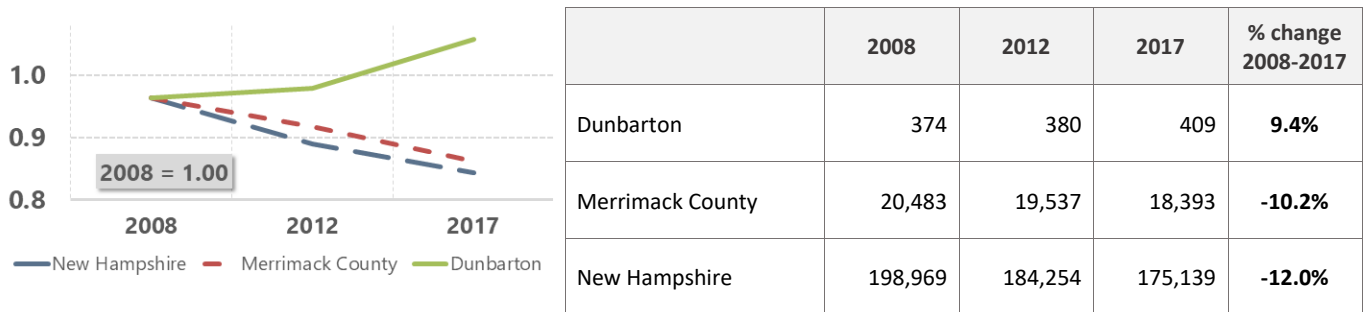 1.0
0.9
0.8
2008 = 1.00
2008 2012 2017
New Hampshire Merrimack County Dunbarton
2008 2012 2017 % change
2008-2017
Dunbarton 374 380 409 9.4%
Merrimack County 20,483 19,537 18,393 -10.2%
New Hampshire 198,969 184,254 175,139 -12.0%